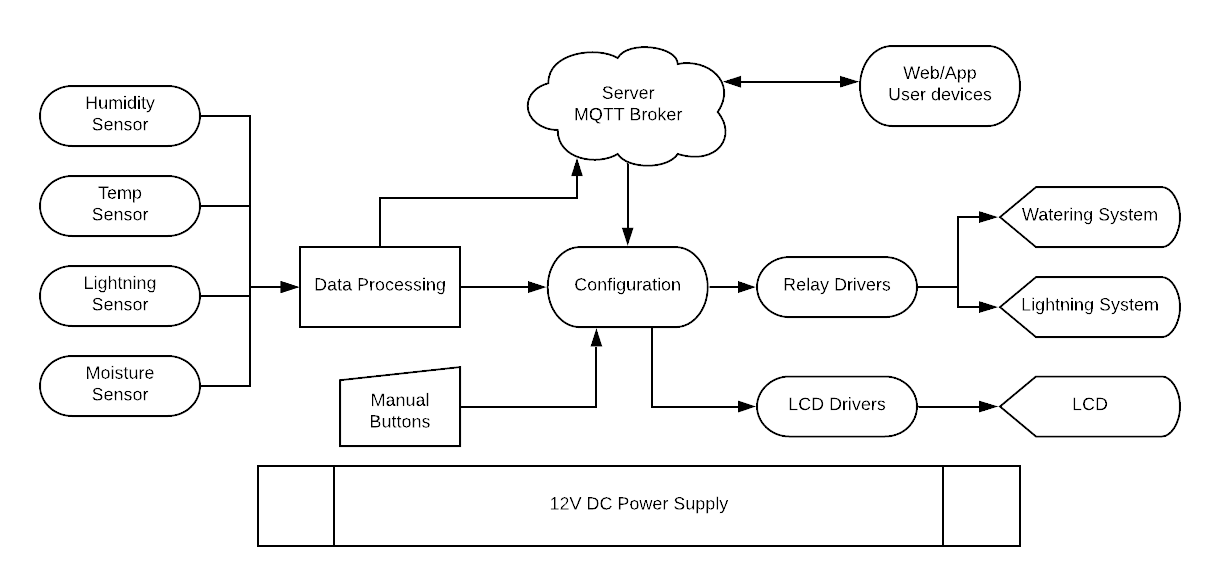 Humidity
Sensor
Temp
Sensor
Lightning
Sensor
Moisture
Sensor
Data Processing
Manual
Buttons
Server
MQTT Broker
Web/App
User devices
Configuration
Relay Drivers
LCD Drivers
Watering System
Lightning System
LCD
12V DC Power Supply